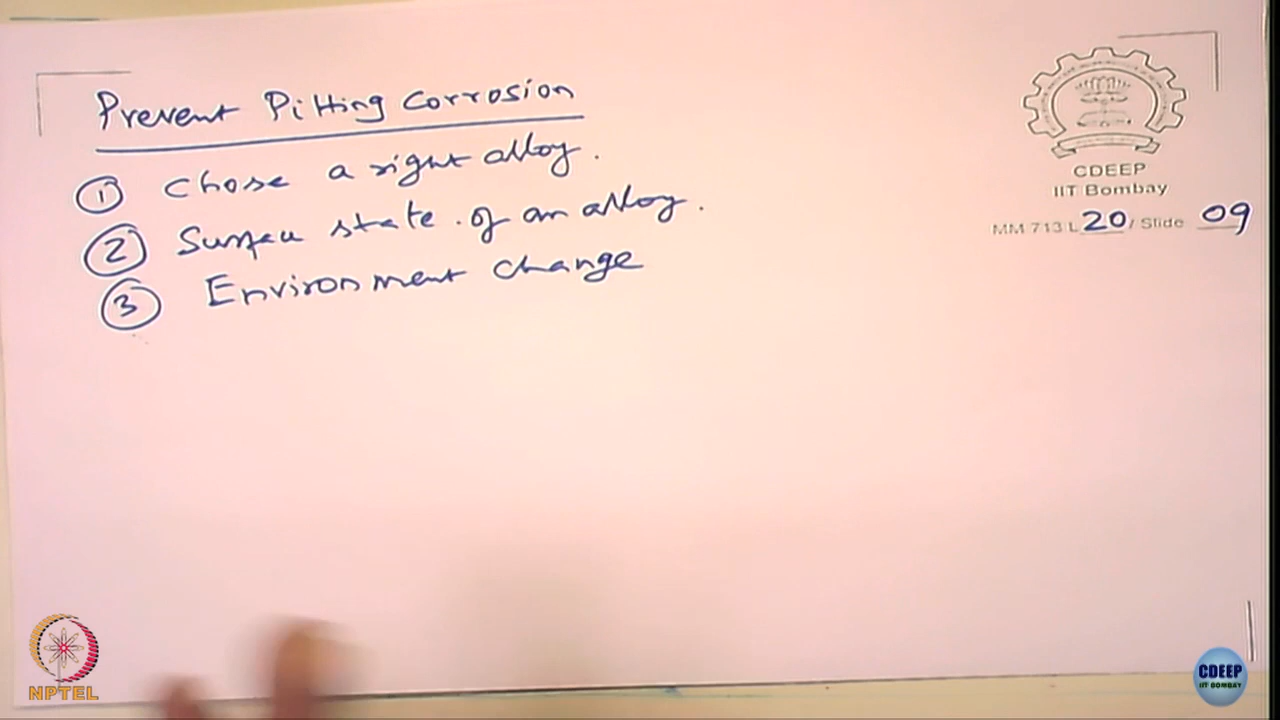 Prevent Pitting Corrosion
① Chose a right alloy.
② Surface state of an alloy.
③ Environment change
CDEEP
IIT Bombay
MM 713 L 20 / Slide 09
NPTEL
CDEEP
IIT BOMBAY